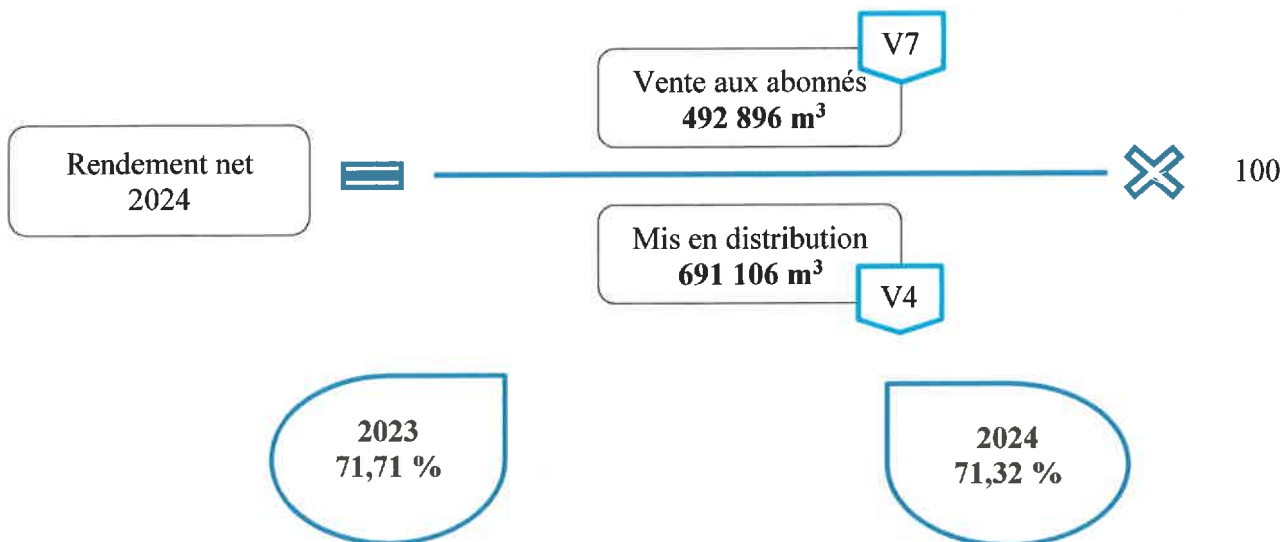 V7
Vente aux abonnés
492 896 m³
Rendement net
2024
100
Mis en distribution
691 106 m³
V4
2023
71,71 %
2024
71,32 %